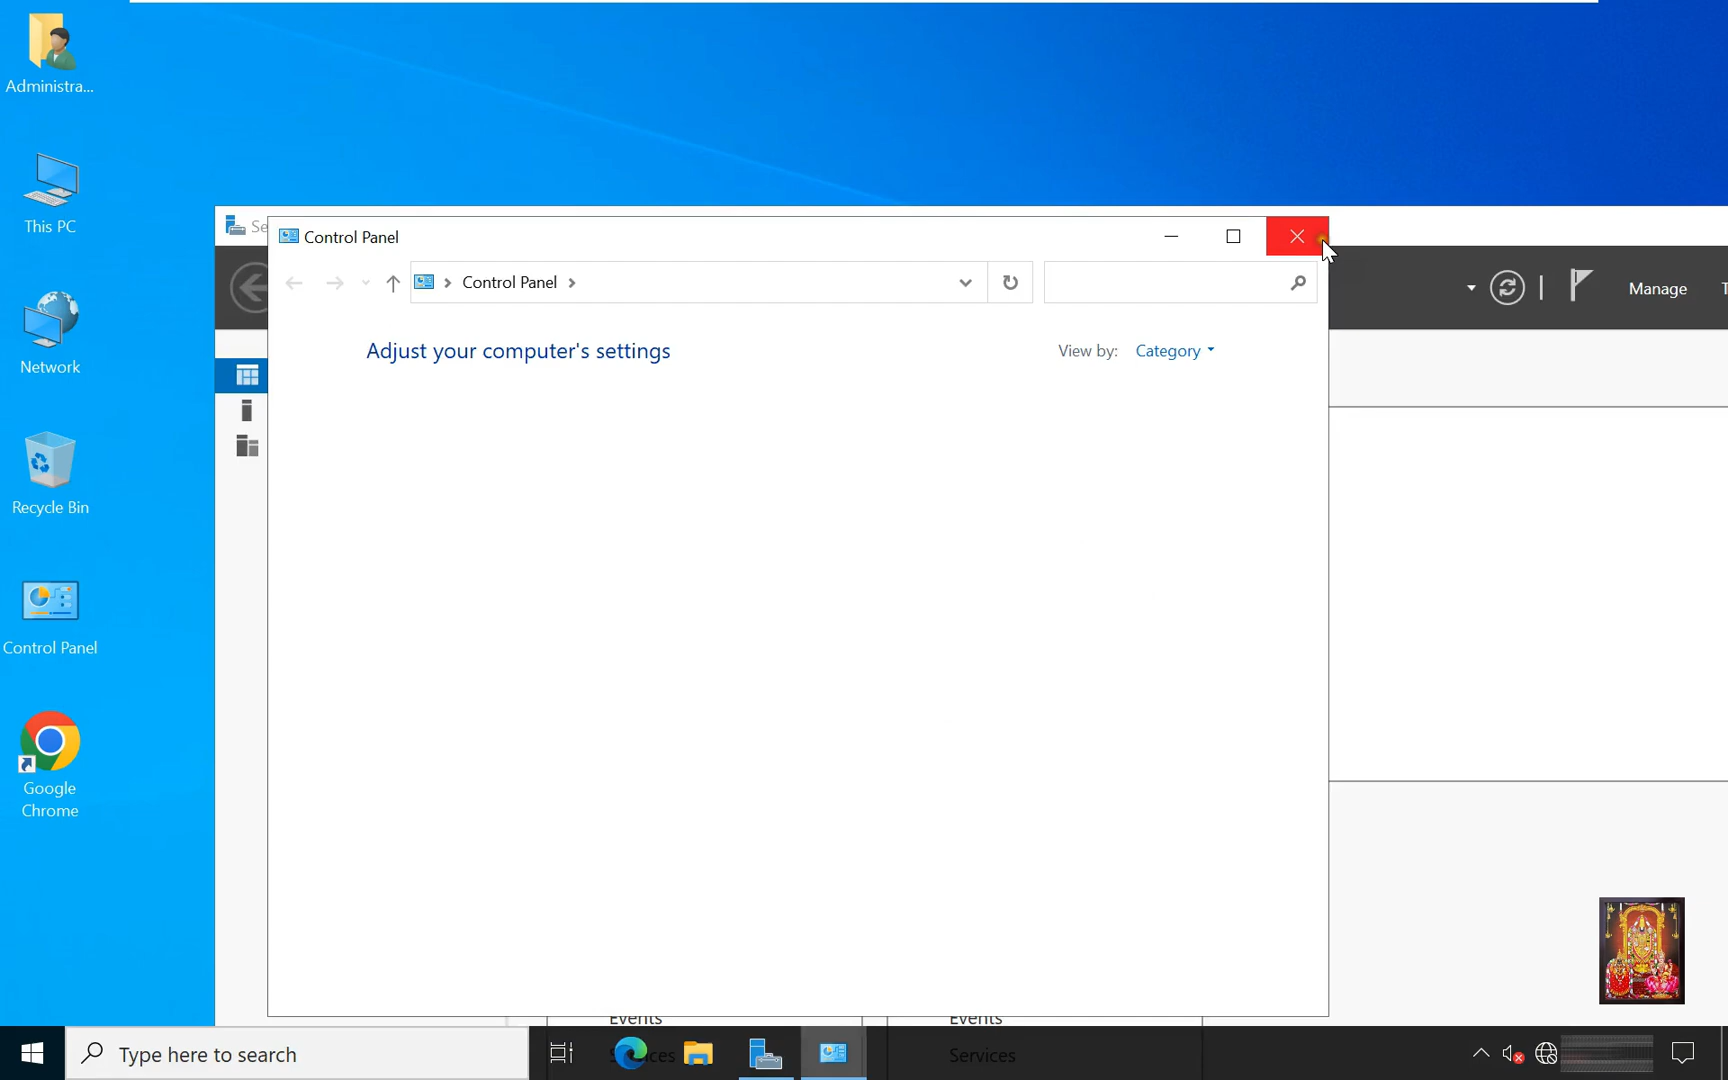 Administra...
This PC
Network
Recycle Bin
Control Panel
Google
Chrome
Se
Control Panel
Control Panel
Adjust your computer's settings
View by: Category
Manage
T
Events
Events
Services
Type here to search